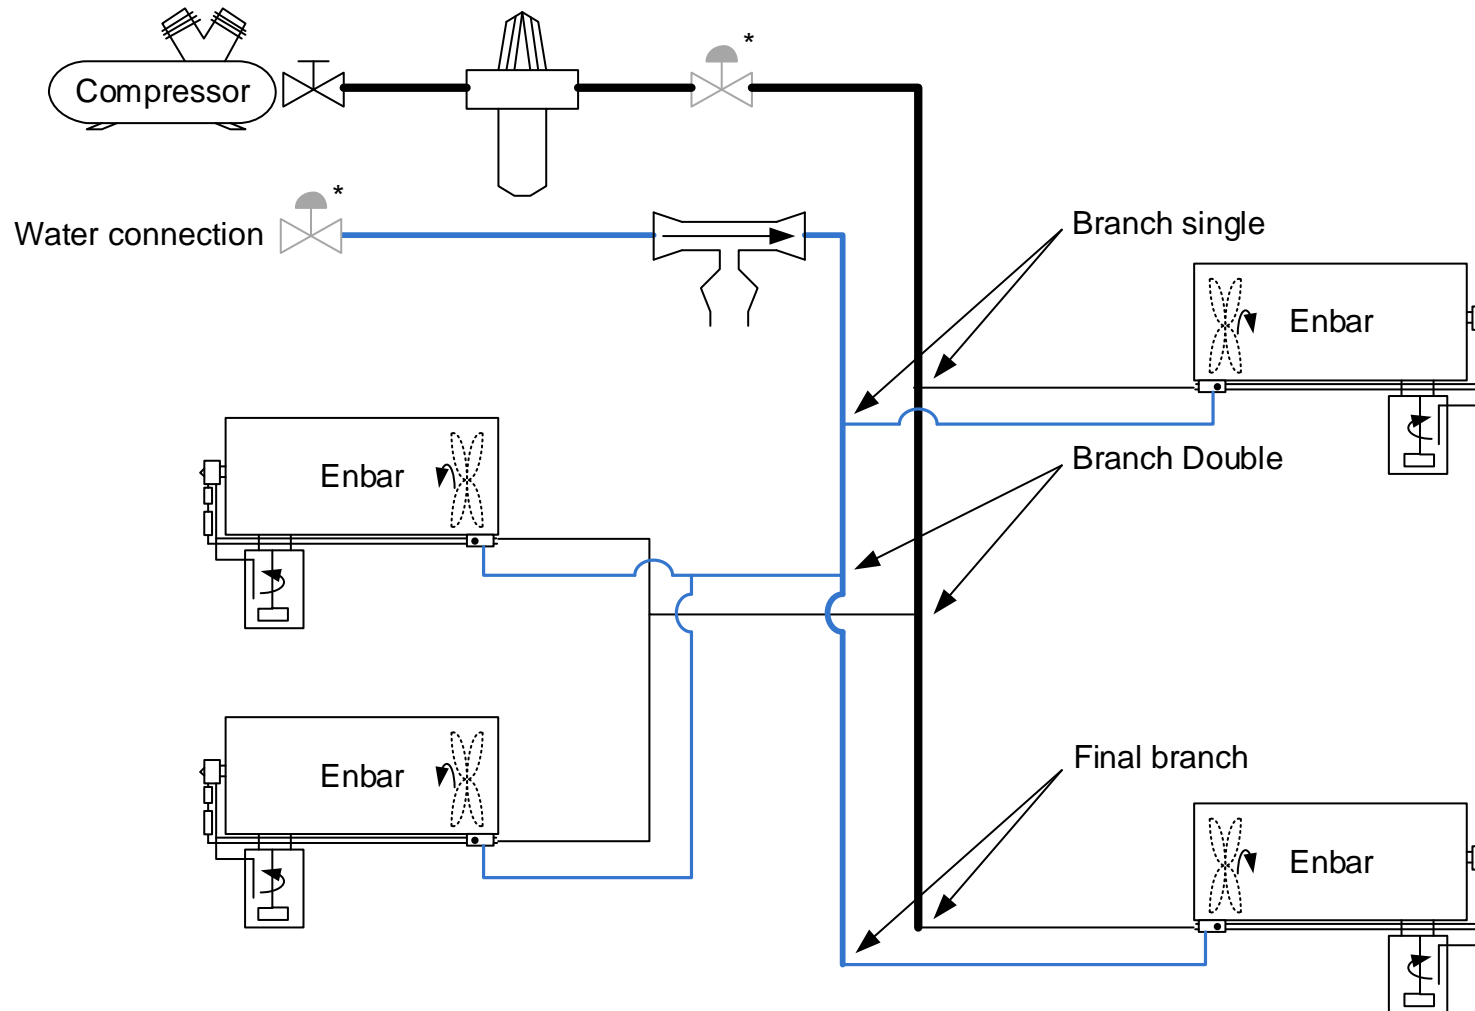 *
Compressor
*
Water connection
Branch single
Enbar
Branch Double
Enbar
Final branch
Enbar
Enbar